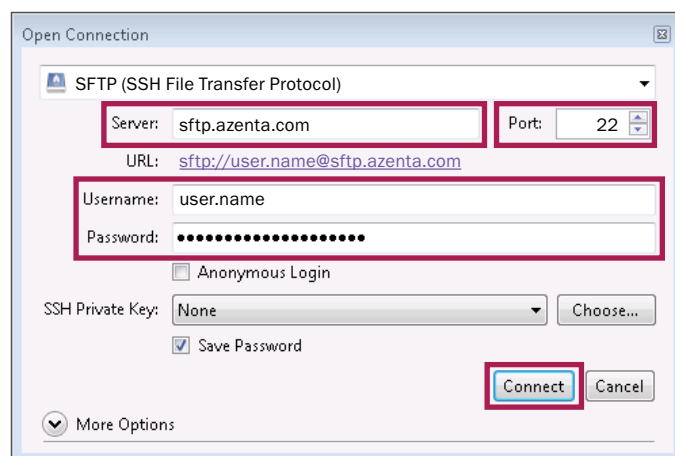 Open Connection
SFTP (SSH File Transfer Protocol)
Server: sftp.azenta.com Port: 22
URL: sftp://user.name@sftp.azenta.com
Username: user.name
Password: ••••••••••••••••••••
Anonymous Login
SSH Private Key: None Choose...
Save Password
Connect Cancel
More Options